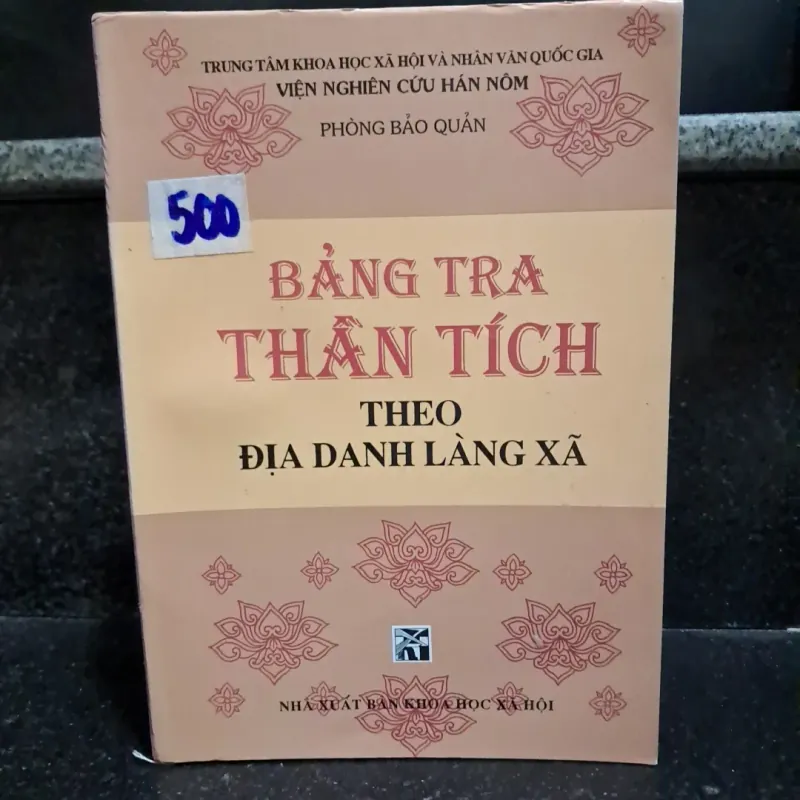 TRUNG TÂM KHOA HỌC XÃ HỘI VÀ NHÂN VĂN QUỐC GIA
VIỆN NGHIÊN CỨU HÁN NÔM
PHÒNG BẢO QUẢN
500
BẢNG TRA
THẦN TÍCH
THEO
ĐỊA DANH LÀNG XÃ
NHÀ XUẤT BẢN KHOA HỌC XÃ HỘI